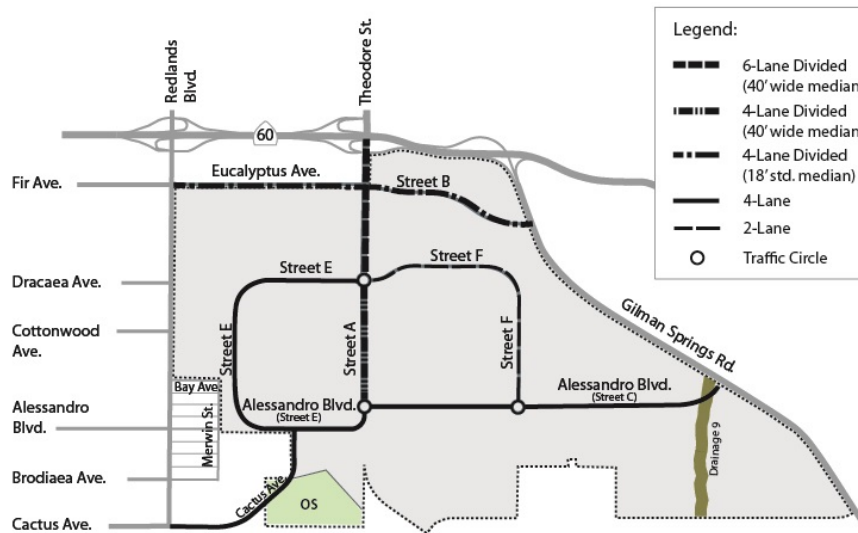 Redlands
Blvd.
Theodore St.
60
Fir Ave.
Eucalyptus Ave.
Street B
Dracaea Ave.
Street E
Street F
Cottonwood
Ave.
Street E
Street A
Street F
Gilman Springs Rd.
Bay Ave.
Alessandro
Blvd.
Merwin St.
Alessandro Blvd.
(Street E)
Alessandro Blvd.
(Street C)
Drainage 9
Brodiaea Ave.
Cactus Ave.
OS
Cactus Ave.
Legend:
6-Lane Divided
(40' wide median
4-Lane Divided
(40' wide median
4-Lane Divided
(18' std. median)
4-Lane
2-Lane
Traffic Circle